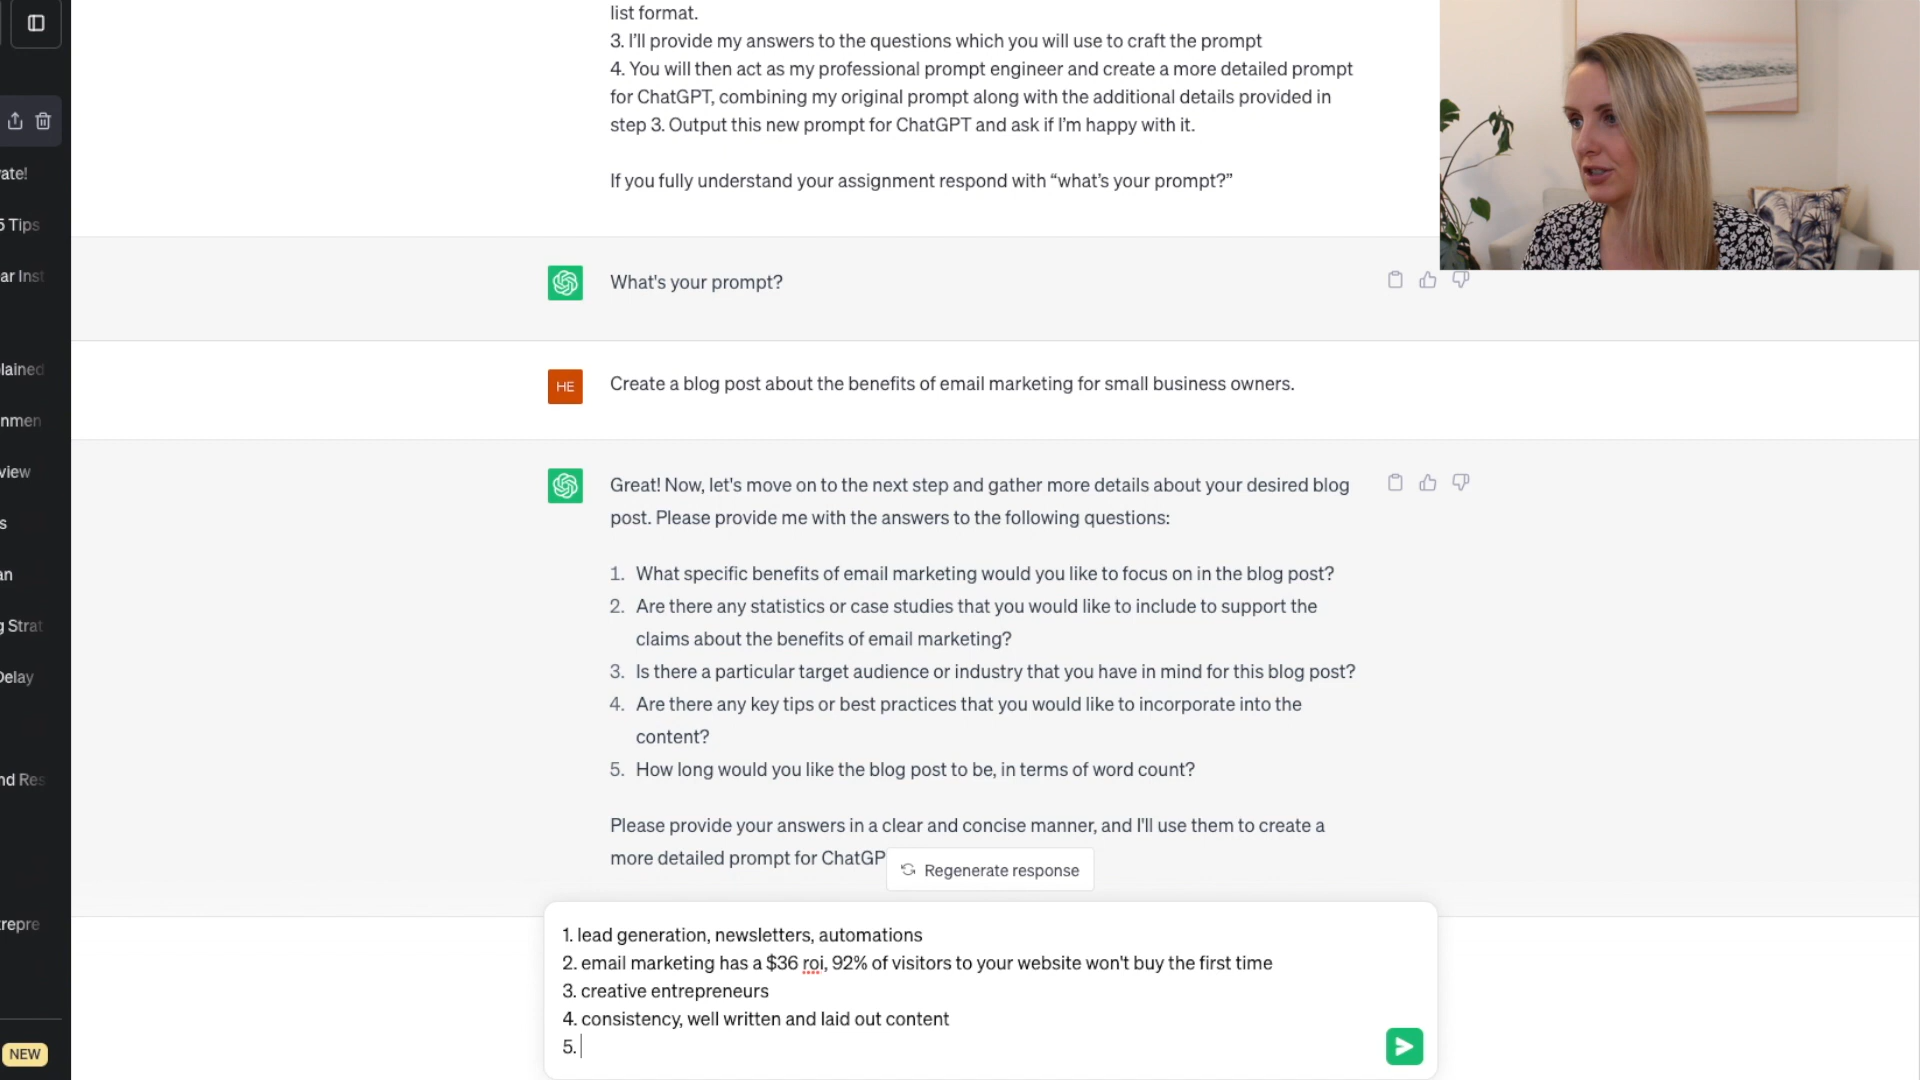 list format.
3. I'll provide my answers to the questions which you will use to craft the prompt
4. You will then act as my professional prompt engineer and create a more detailed prompt
for ChatGPT, combining my original prompt along with the additional details provided in
step 3. Output this new prompt for ChatGPT and ask if I'm happy with it.
If you fully understand your assignment respond with “what's your prompt?”
What's your prompt?
HE
Create a blog post about the benefits of email marketing for small business owners.
Great! Now, let's move on to the next step and gather more details about your desired blog
post. Please provide me with the answers to the following questions:
1. What specific benefits of email marketing would you like to focus on in the blog post?
2. Are there any statistics or case studies that you would like to include to support the
claims about the benefits of email marketing?
3. Is there a particular target audience or industry that you have in mind for this blog post?
4. Are there any key tips or best practices that you would like to incorporate into the
content?
5. How long would you like the blog post to be, in terms of word count?
Please provide your answers in a clear and concise manner, and I'll use them to create a
more detailed prompt for ChatGP
Regenerate response
1. lead generation, newsletters, automations
2. email marketing has a $36 roi, 92% of visitors to your website won't buy the first time
3. creative entrepreneurs
4. consistency, well written and laid out content
5.
ate!
5 Tips
ar Inst
lained
nmen
view
s
an
g Strat
Delay
nd Res
repre
NEW